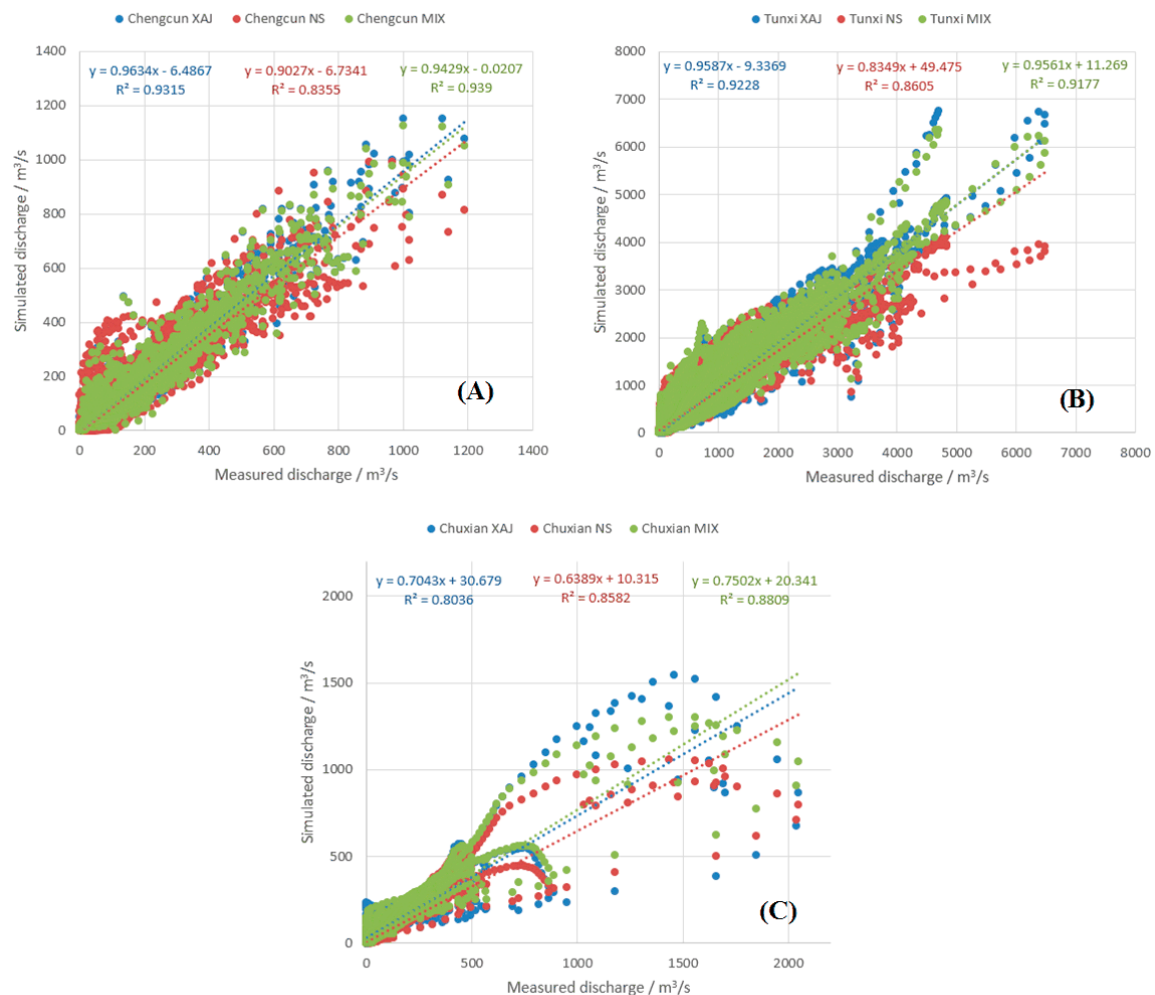 Chengcun XAJ Chengcun NS Chengcun MIX
y = 0.9634x - 6.4867 y = 0.9027x - 6.7341 y = 0.9429x - 0.0207
R² = 0.9315 R² = 0.8355 R² = 0.939
Simulated discharge / m³/s
1400
1200
1000
800
600
400
200
0
0 200 400 600 800 1000 1200 1400
Measured discharge / m³/s
(A)
Tunxi XAJ Tunxi NS Tunxi MIX
y = 0.9587x - 9.3369 y = 0.8349x + 49.475 y = 0.9561x + 11.269
R² = 0.9228 R² = 0.8605 R² = 0.9177
Simulated discharge / m³/s
8000
7000
6000
5000
4000
3000
2000
1000
0
0 1000 2000 3000 4000 5000 6000 7000 8000
Measured discharge / m³/s
(B)
Chuxian XAJ Chuxian NS Chuxian MIX
y = 0.7043x + 30.679 y = 0.6389x + 10.315 y = 0.7502x + 20.341
R² = 0.8036 R² = 0.8582 R² = 0.8809
Simulated discharge / m³/s
2000
1500
1000
500
0
0 500 1000 1500 2000
Measured discharge / m³/s
(C)